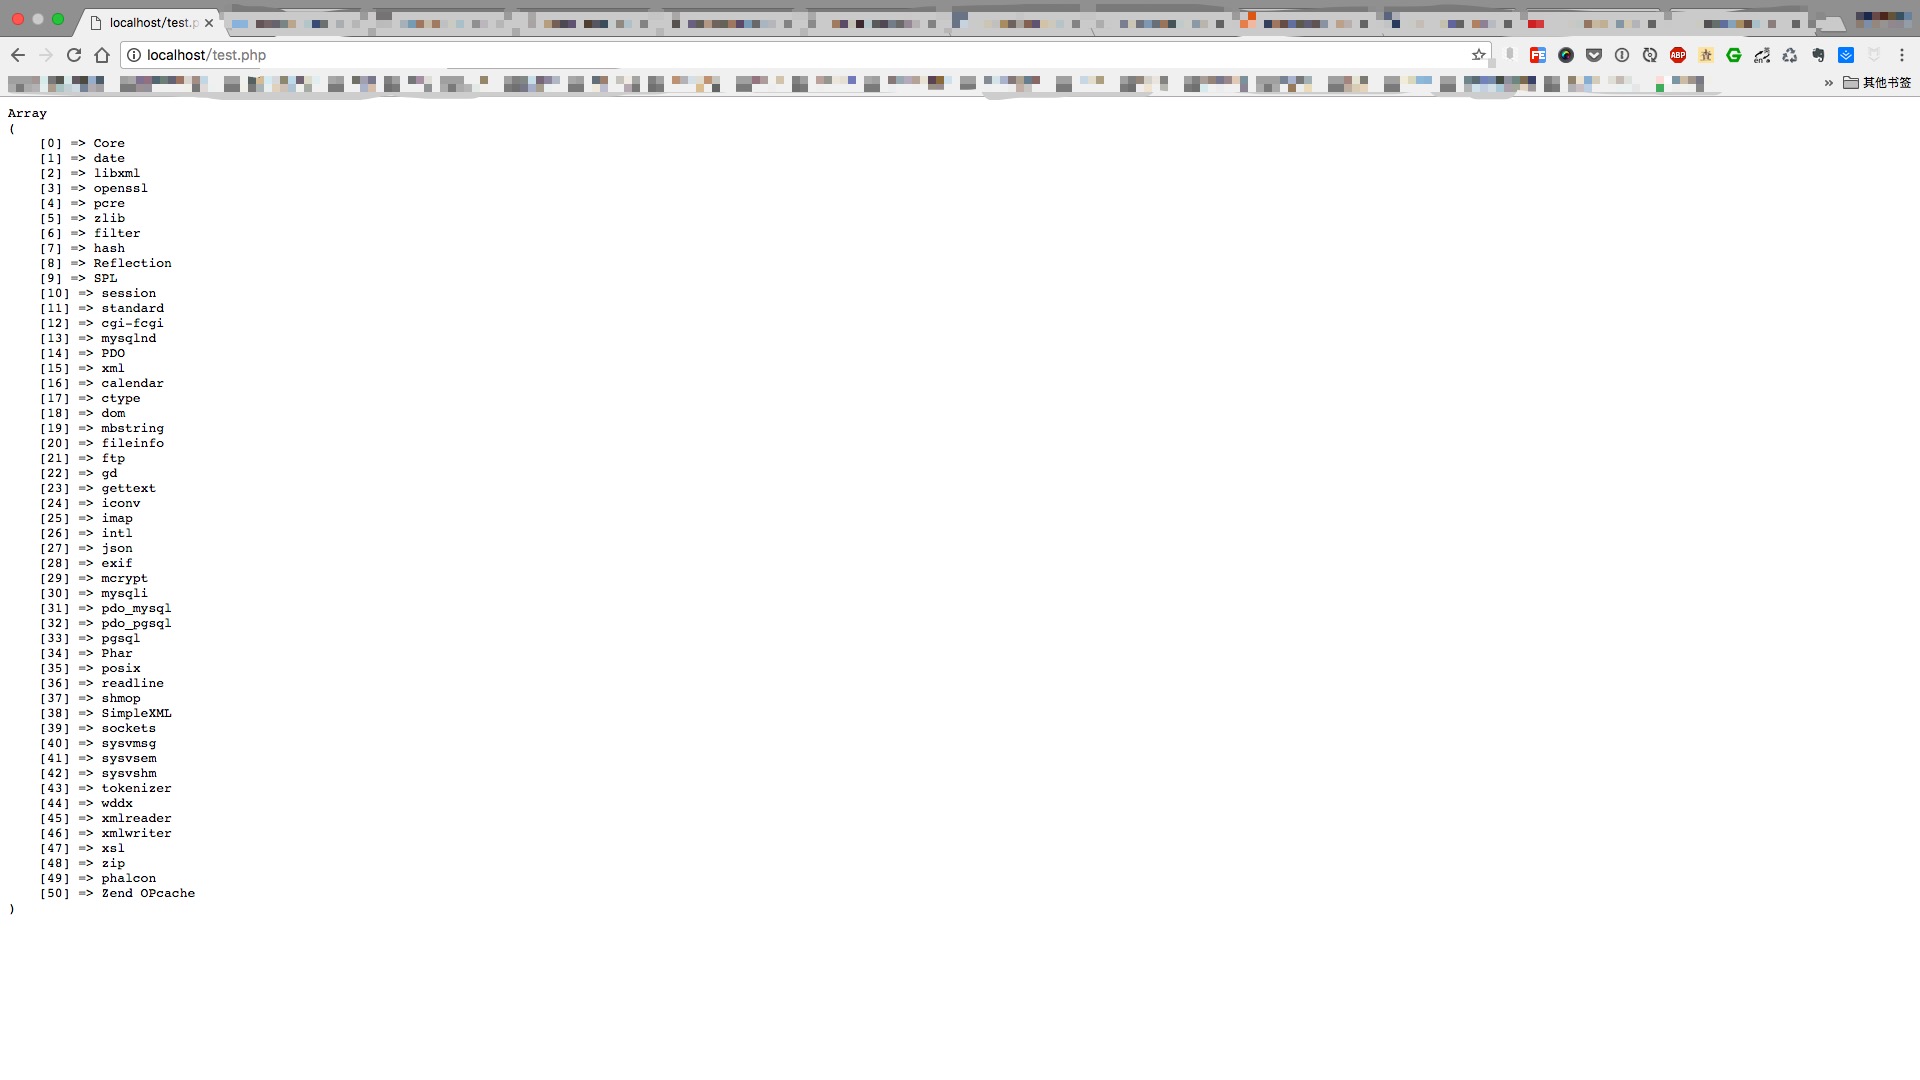 localhost/test.p
localhost/test.php
其他书签
Array
(
    [0] => Core
    [1] => date
    [2] => libxml
    [3] => openssl
    [4] => pcre
    [5] => zlib
    [6] => filter
    [7] => hash
    [8] => Reflection
    [9] => SPL
    [10] => session
    [11] => standard
    [12] => cgi-fcgi
    [13] => mysqlnd
    [14] => PDO
    [15] => xml
    [16] => calendar
    [17] => ctype
    [18] => dom
    [19] => mbstring
    [20] => fileinfo
    [21] => ftp
    [22] => gd
    [23] => gettext
    [24] => iconv
    [25] => imap
    [26] => intl
    [27] => json
    [28] => exif
    [29] => mcrypt
    [30] => mysqli
    [31] => pdo_mysql
    [32] => pdo_pgsql
    [33] => pgsql
    [34] => Phar
    [35] => posix
    [36] => readline
    [37] => shmop
    [38] => SimpleXML
    [39] => sockets
    [40] => sysvmsg
    [41] => sysvsem
    [42] => sysvshm
    [43] => tokenizer
    [44] => wddx
    [45] => xmlreader
    [46] => xmlwriter
    [47] => xsl
    [48] => zip
    [49] => phalcon
    [50] => Zend OPcache
)